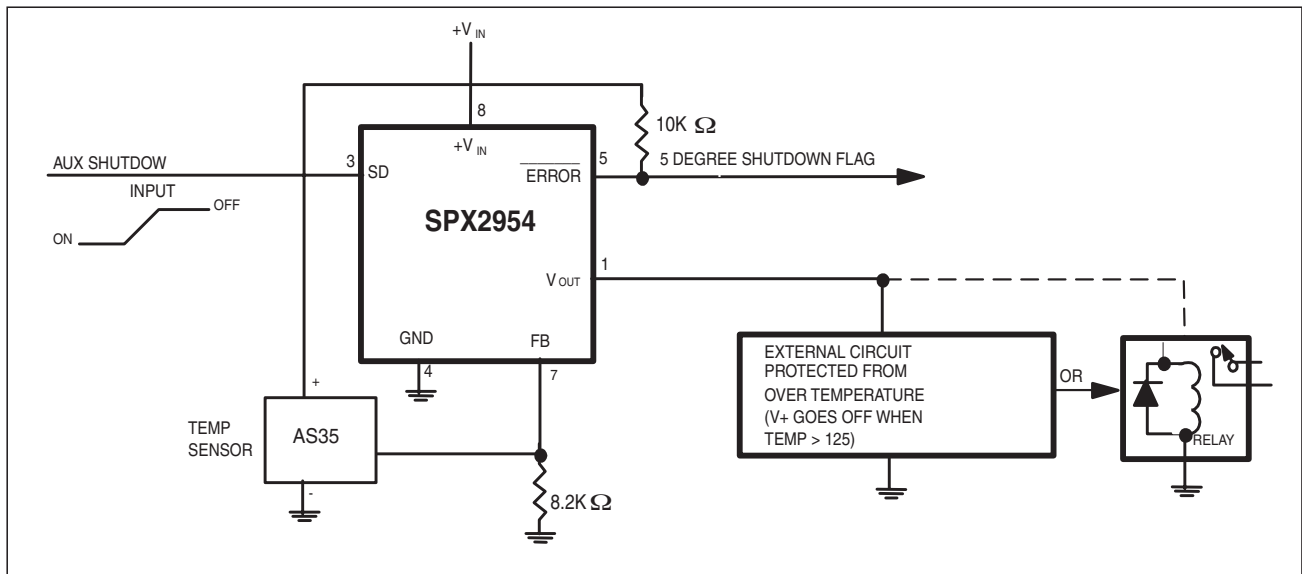 +V IN
8
10K Ω
+V IN
AUX SHUTDOW
3
SD
5
5 DEGREE SHUTDOWN FLAG
ERROR
INPUT
OFF
ON
SPX2954
1
V OUT
GND
FB
4
7
EXTERNAL CIRCUIT
PROTECTED FROM
OVER TEMPERATURE
(V+ GOES OFF WHEN
TEMP > 125)
OR
RELAY
+
TEMP
SENSOR
AS35
-
8.2K Ω